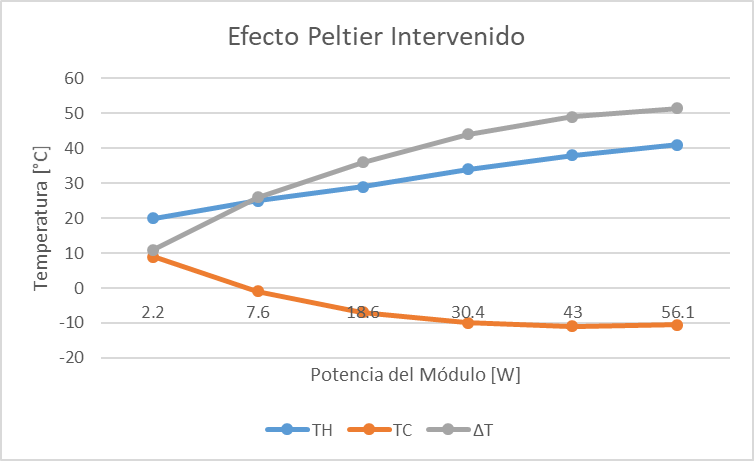 Efecto Peltier Intervenido
60
50
40
30
20
10
0
-10
-20
Temperatura [°C]
2.2 7.6 18.6 30.4 43 56.1
Potencia del Módulo [W]
TH TC ΔT